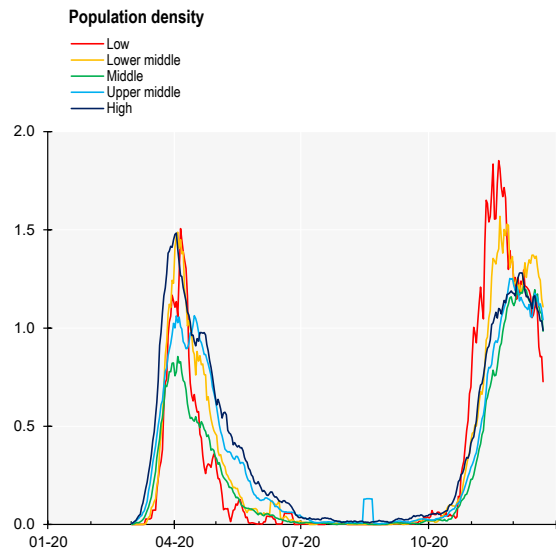 Population density
Low
Lower middle
Middle
Upper middle
High
2.0
1.5
1.0
0.5
0.0
01-20 04-20 07-20 10-20